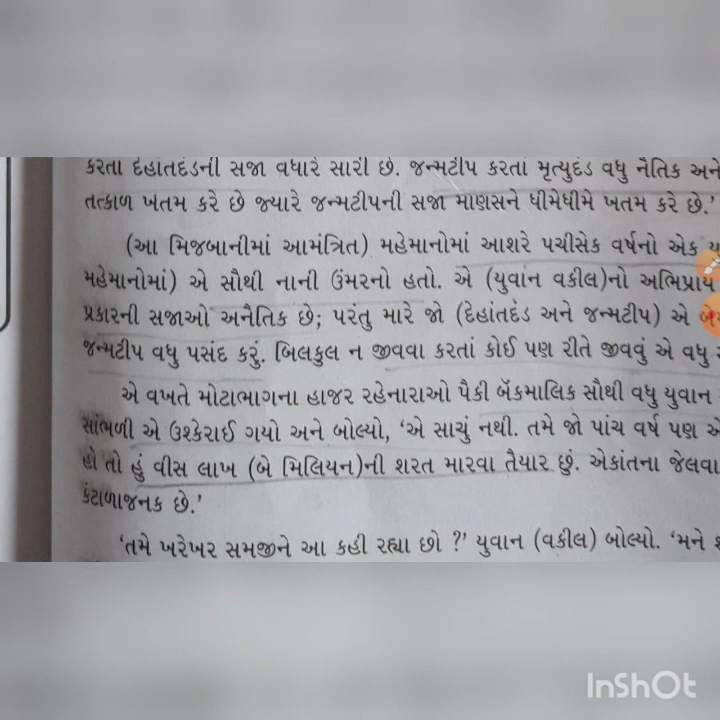 કરતા દેહાંતદંડની સજા વધારે સારી છે. જન્મટીપ કરતાં મૃત્યુદંડ વધુ નૈતિક અને
તત્કાળ ખતમ કરે છે જ્યારે જન્મટીપની સજા માણસને ધીમેધીમે ખતમ કરે છે.’
(આ મિજબાનીમાં આમંત્રિત) મહેમાનોમાં આશરે પચીસેક વર્ષનો એક
મહેમાનોમાં) એ સૌથી નાની ઉંમરનો હતો. એ (યુવાન વકીલ)નો અભિપ્રાય
પ્રકારની સજાઓ અનૈતિક છે; પરંતુ મારે જો (દેહાંતદંડ અને જન્મટીપ) એ
જન્મટીપ વધુ પસંદ કરું. બિલકુલ ન જીવવા કરતાં કોઈ પણ રીતે જીવવું એ વધુ
એ વખતે મોટાભાગના હાજર રહેનારાઓ પૈકી બૅંકમાલિક સૌથી વધુ યુવાન
સાંભળી એ ઉશ્કેરાઈ ગયો અને બોલ્યો, ‘એ સાચું નથી. તમે જો પાંચ વર્ષ પણ
હો તો હું વીસ લાખ (બે મિલિયન)ની શરત મારવા તૈયાર છું. એકાંતના જેલવા
કંટાળાજનક છે.’
‘તમે ખરેખર સમજીને આ કહી રહ્યા છો ?’ યુવાન (વકીલ) બોલ્યો. ‘મને
InShOt